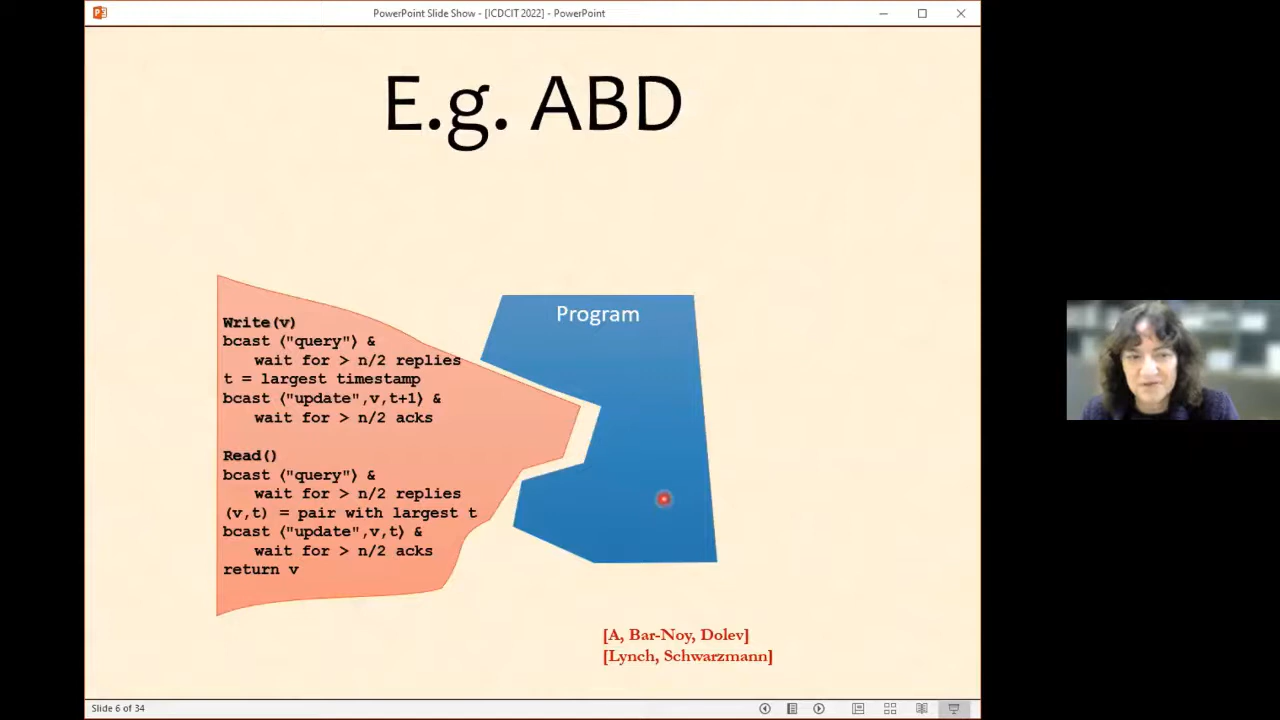 PowerPoint Slide Show - [ICDCIT 2022] - PowerPoint
E.g. ABD
Write(v)
bcast ⟨"query"⟩ &
wait for > n/2 replies
t = largest timestamp
bcast ⟨"update",v,t+1⟩ &
wait for > n/2 acks
Read()
bcast ⟨"query"⟩ &
wait for > n/2 replies
(v,t) = pair with largest t
bcast ⟨"update",v,t⟩ &
wait for > n/2 acks
return v
Program
[A, Bar-Noy, Dolev]
[Lynch, Schwarzmann]
Slide 6 of 34